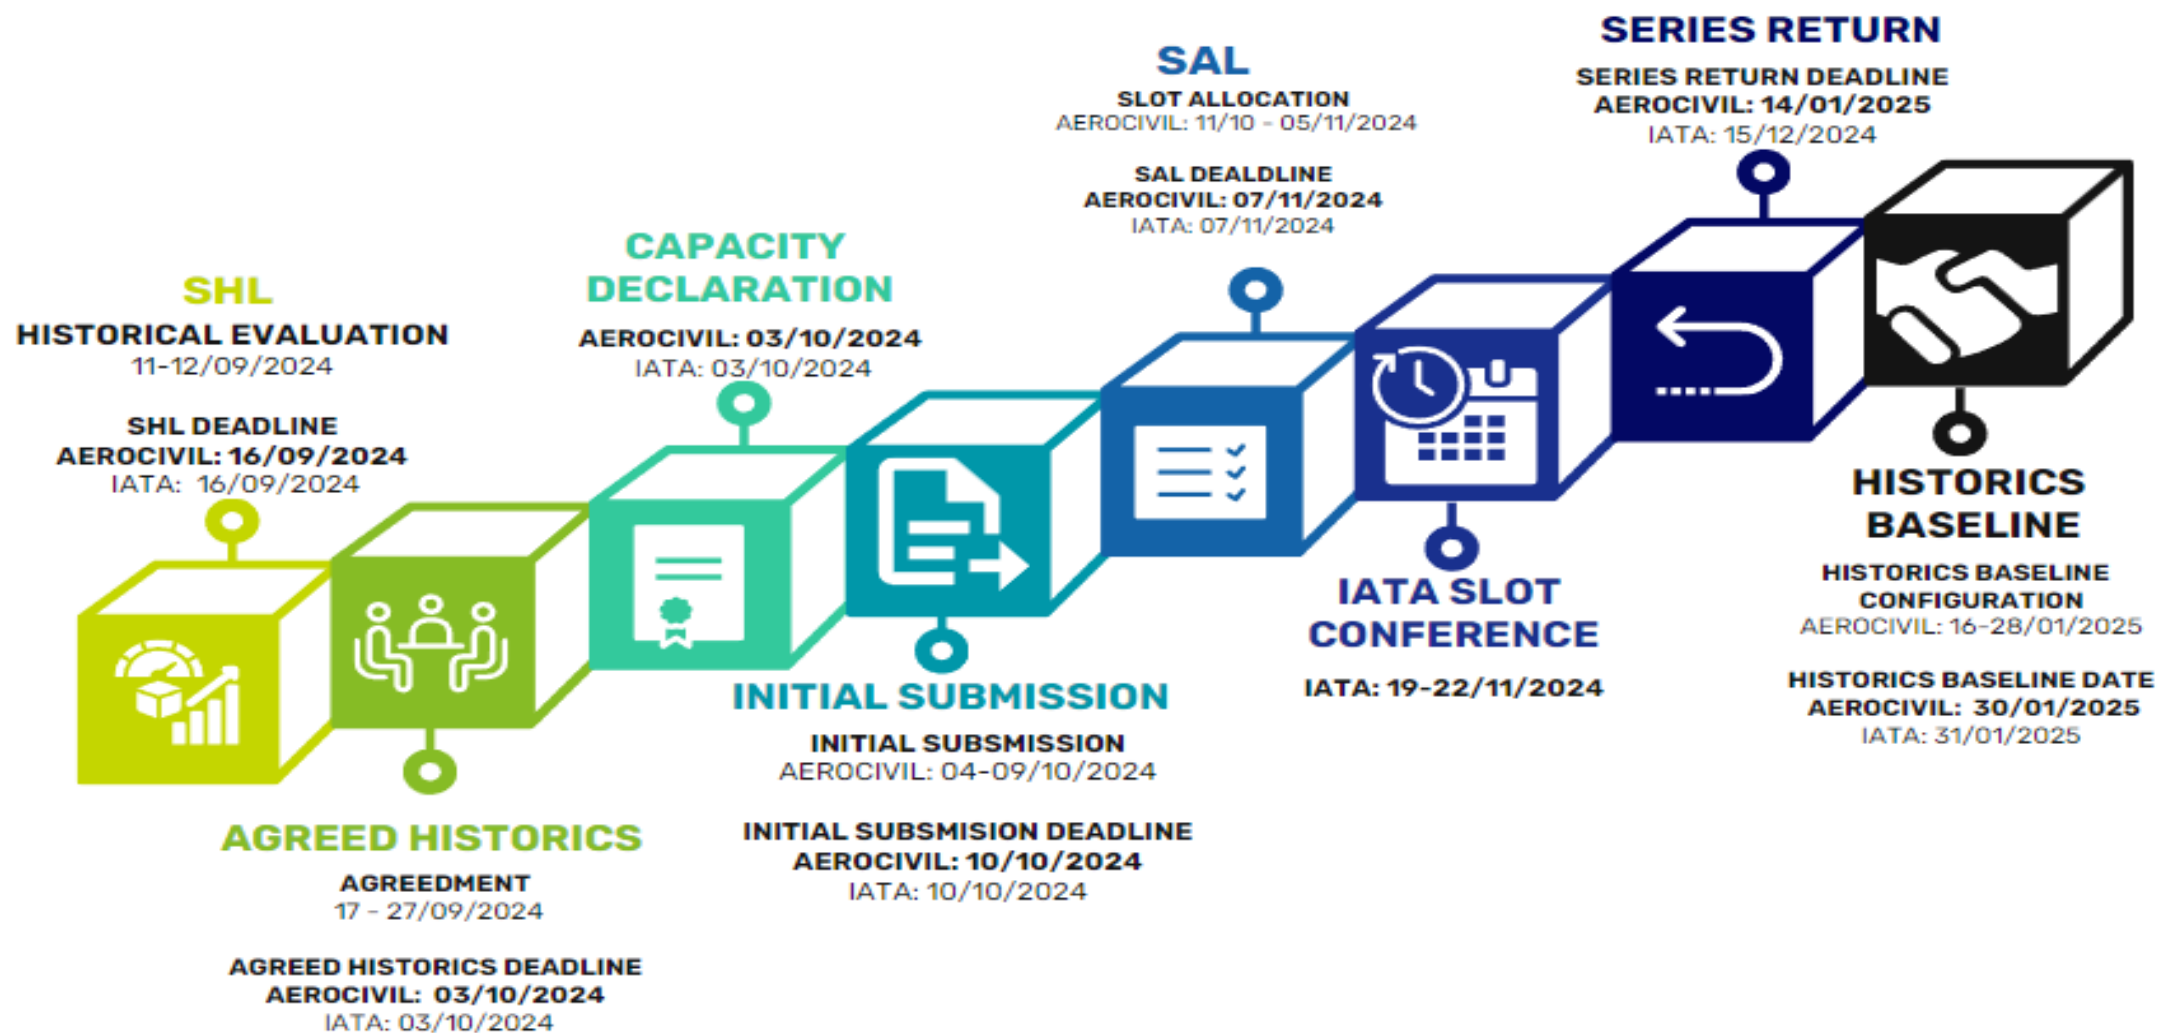 SHL
HISTORICAL EVALUATION
11-12/09/2024
SHL DEADLINE
AEROCIVIL: 16/09/2024
IATA: 16/09/2024
AGREED HISTORICS
AGREEDMENT
17 - 27/09/2024
AGREED HISTORICS DEADLINE
AEROCIVIL: 03/10/2024
IATA: 03/10/2024
CAPACITY
DECLARATION
AEROCIVIL: 03/10/2024
IATA: 03/10/2024
INITIAL SUBMISSION
INITIAL SUBSMISSION
AEROCIVIL: 04-09/10/2024
INITIAL SUBSMISION DEADLINE
AEROCIVIL: 10/10/2024
IATA: 10/10/2024
SAL
SLOT ALLOCATION
AEROCIVIL: 11/10 - 05/11/2024
SAL DEALDLINE
AEROCIVIL: 07/11/2024
IATA: 07/11/2024
IATA SLOT
CONFERENCE
IATA: 19-22/11/2024
SERIES RETURN
SERIES RETURN DEADLINE
AEROCIVIL: 14/01/2025
IATA: 15/12/2024
HISTORICS
BASELINE
HISTORICS BASELINE
CONFIGURATION
AEROCIVIL: 16-28/01/2025
HISTORICS BASELINE DATE
AEROCIVIL: 30/01/2025
IATA: 31/01/2025